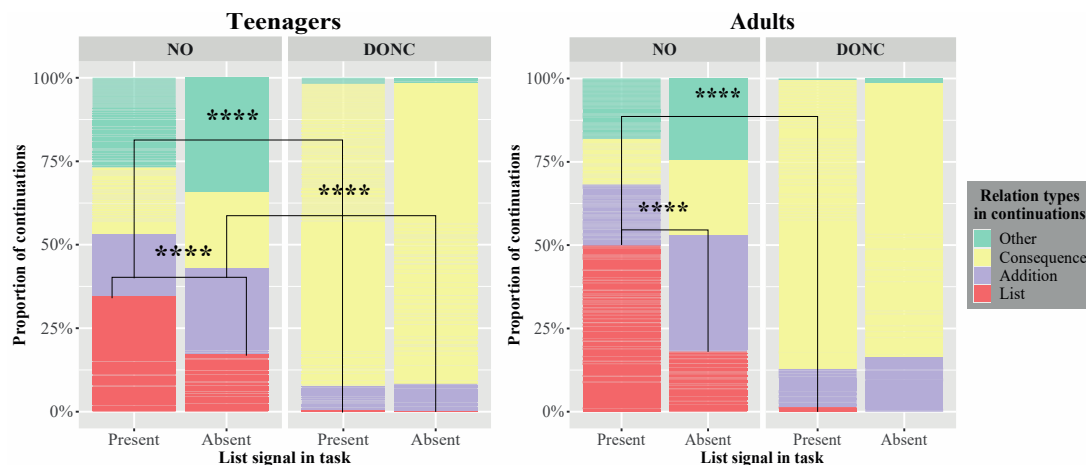 Teenagers
Adults
NO
DONC
NO
DONC
100%
75%
50%
25%
0%
100%
75%
50%
25%
0%
Proportion of continuations
Proportion of continuations
****
****
****
****
****
Present
Absent
Present
Absent
Present
Absent
Present
Absent
List signal in task
List signal in task
Relation types
in continuations
Other
Consequence
Addition
List